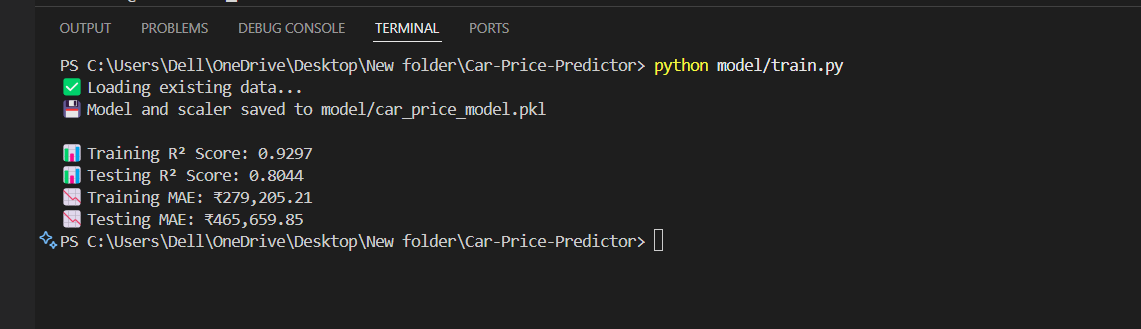 OUTPUT PROBLEMS DEBUG CONSOLE TERMINAL PORTS
PS C:\Users\Dell\OneDrive\Desktop\New folder\Car-Price-Predictor> python model/train.py
✅ Loading existing data...
💾 Model and scaler saved to model/car_price_model.pkl
📊 Training R² Score: 0.9297
📊 Testing R² Score: 0.8044
📉 Training MAE: ₹279,205.21
📉 Testing MAE: ₹465,659.85
PS C:\Users\Dell\OneDrive\Desktop\New folder\Car-Price-Predictor>